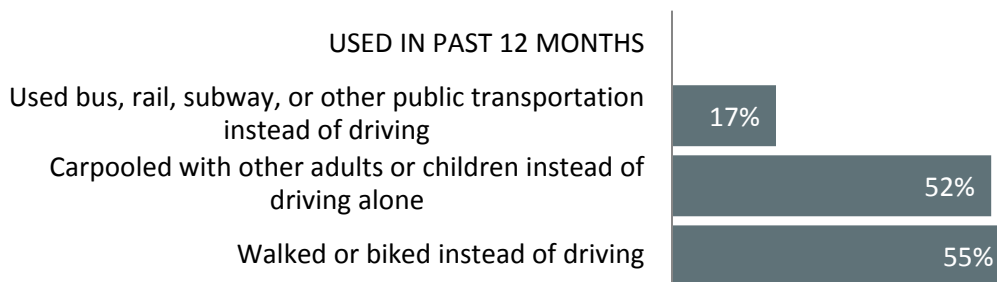 USED IN PAST 12 MONTHS
Used bus, rail, subway, or other public transportation
instead of driving
17%
Carpooled with other adults or children instead of
driving alone
52%
Walked or biked instead of driving
55%